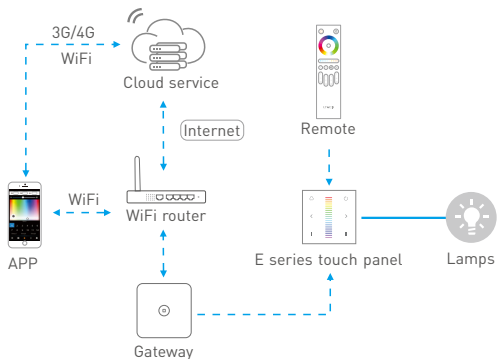 3G/4G
WiFi
Cloud service
Internet
Remote
WiFi
WiFi router
APP
E series touch panel
Lamps
Gateway